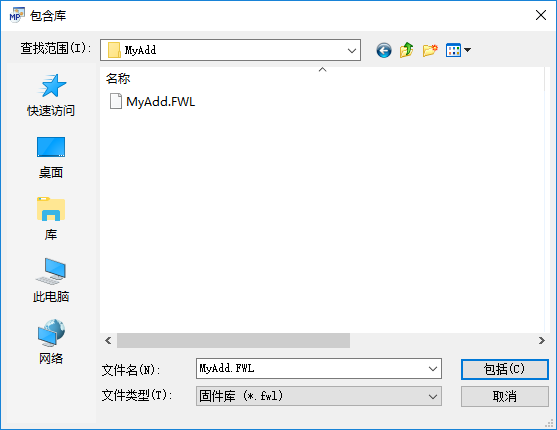 MP
包含库
查找范围(I):
MyAdd
快速访问
桌面
库
此电脑
网络
名称
MyAdd.FWL
文件名(N):
MyAdd.FWL
包括(C)
文件类型(T):
固件库 (*.fwl)
取消